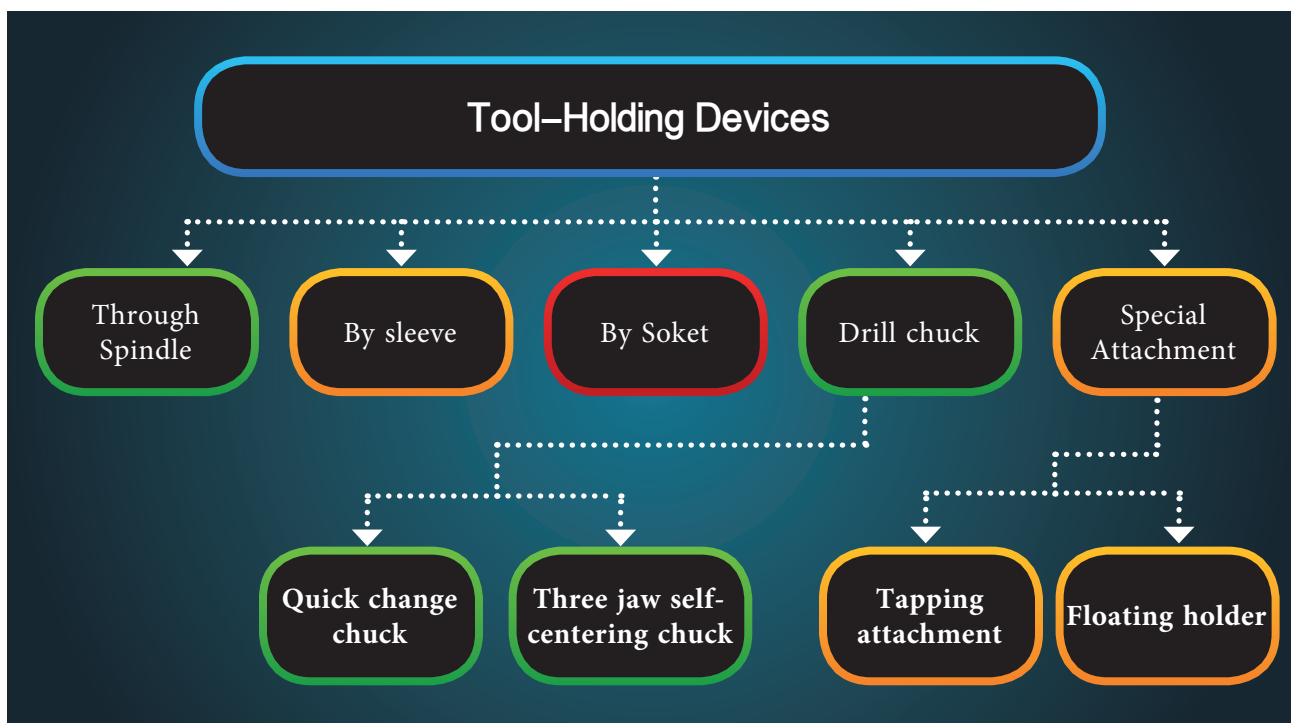 Tool–Holding Devices
Through
Spindle
By sleeve
By Soket
Drill chuck
Special
Attachment
Quick change
chuck
Three jaw self-
centering chuck
Tapping
attachment
Floating holder